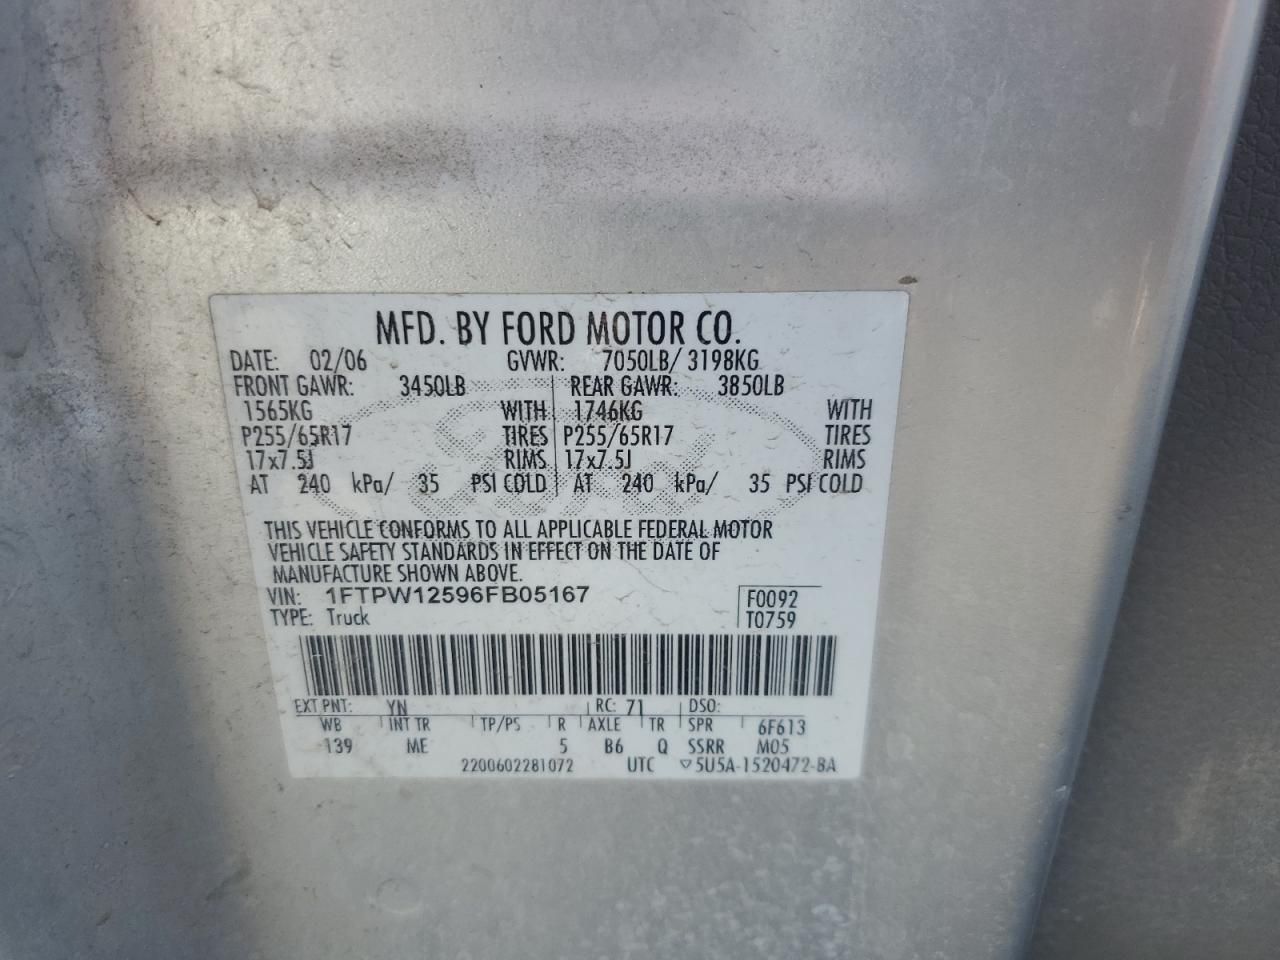 MFD. BY FORD MOTOR CO.
DATE: 02/06 GVWR: 7050LB/ 3198KG
FRONT GAWR: 3450LB REAR GAWR: 3850LB
1565KG WITH 1746KG WITH
P255/65R17 TIRES P255/65R17 TIRES
17x7.5J RIMS 17x7.5J RIMS
AT 240 kPa/ 35 PSI COLD AT 240 kPa/ 35 PSI COLD
THIS VEHICLE CONFORMS TO ALL APPLICABLE FEDERAL MOTOR
VEHICLE SAFETY STANDARDS IN EFFECT ON THE DATE OF
MANUFACTURE SHOWN ABOVE.
VIN: 1FTPW12596FB05167 F0092
TYPE: Truck T0759
EXT PNT: YN RC: 71 DSO:
WB INT TR TP/PS R AXLE TR SPR 6F613
139 ME 5 B6 Q SSRR M05
2200602281072 UTC ▽5U5A-1520472-BA